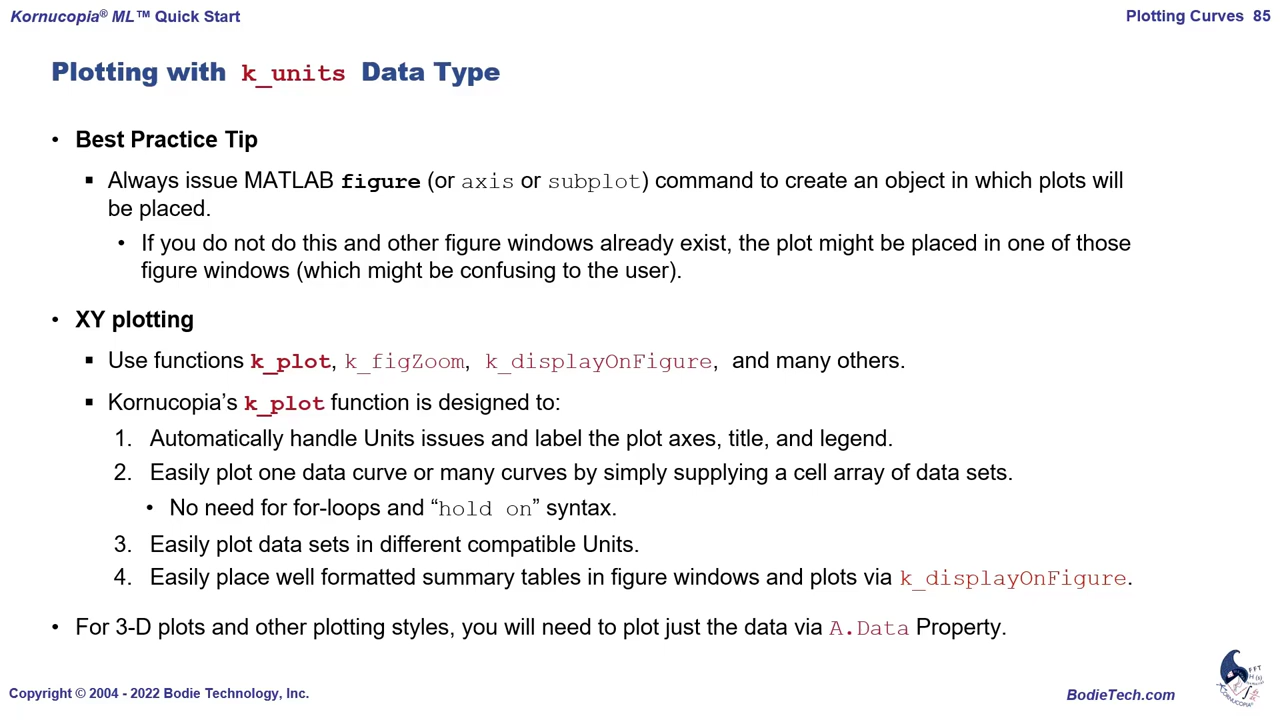 Kornucopia® ML™ Quick Start
Plotting Curves 85
Plotting with k_units Data Type
• Best Practice Tip
▪ Always issue MATLAB figure (or axis or subplot) command to create an object in which plots will
be placed.
• If you do not do this and other figure windows already exist, the plot might be placed in one of those
figure windows (which might be confusing to the user).
• XY plotting
▪ Use functions k_plot, k_figZoom, k_displayOnFigure, and many others.
▪ Kornucopia’s k_plot function is designed to:
1. Automatically handle Units issues and label the plot axes, title, and legend.
2. Easily plot one data curve or many curves by simply supplying a cell array of data sets.
• No need for for-loops and “hold on” syntax.
3. Easily plot data sets in different compatible Units.
4. Easily place well formatted summary tables in figure windows and plots via k_displayOnFigure.
• For 3-D plots and other plotting styles, you will need to plot just the data via A.Data Property.
Copyright © 2004 - 2022 Bodie Technology, Inc.
BodieTech.com
FFT
KORNUCOPIA®